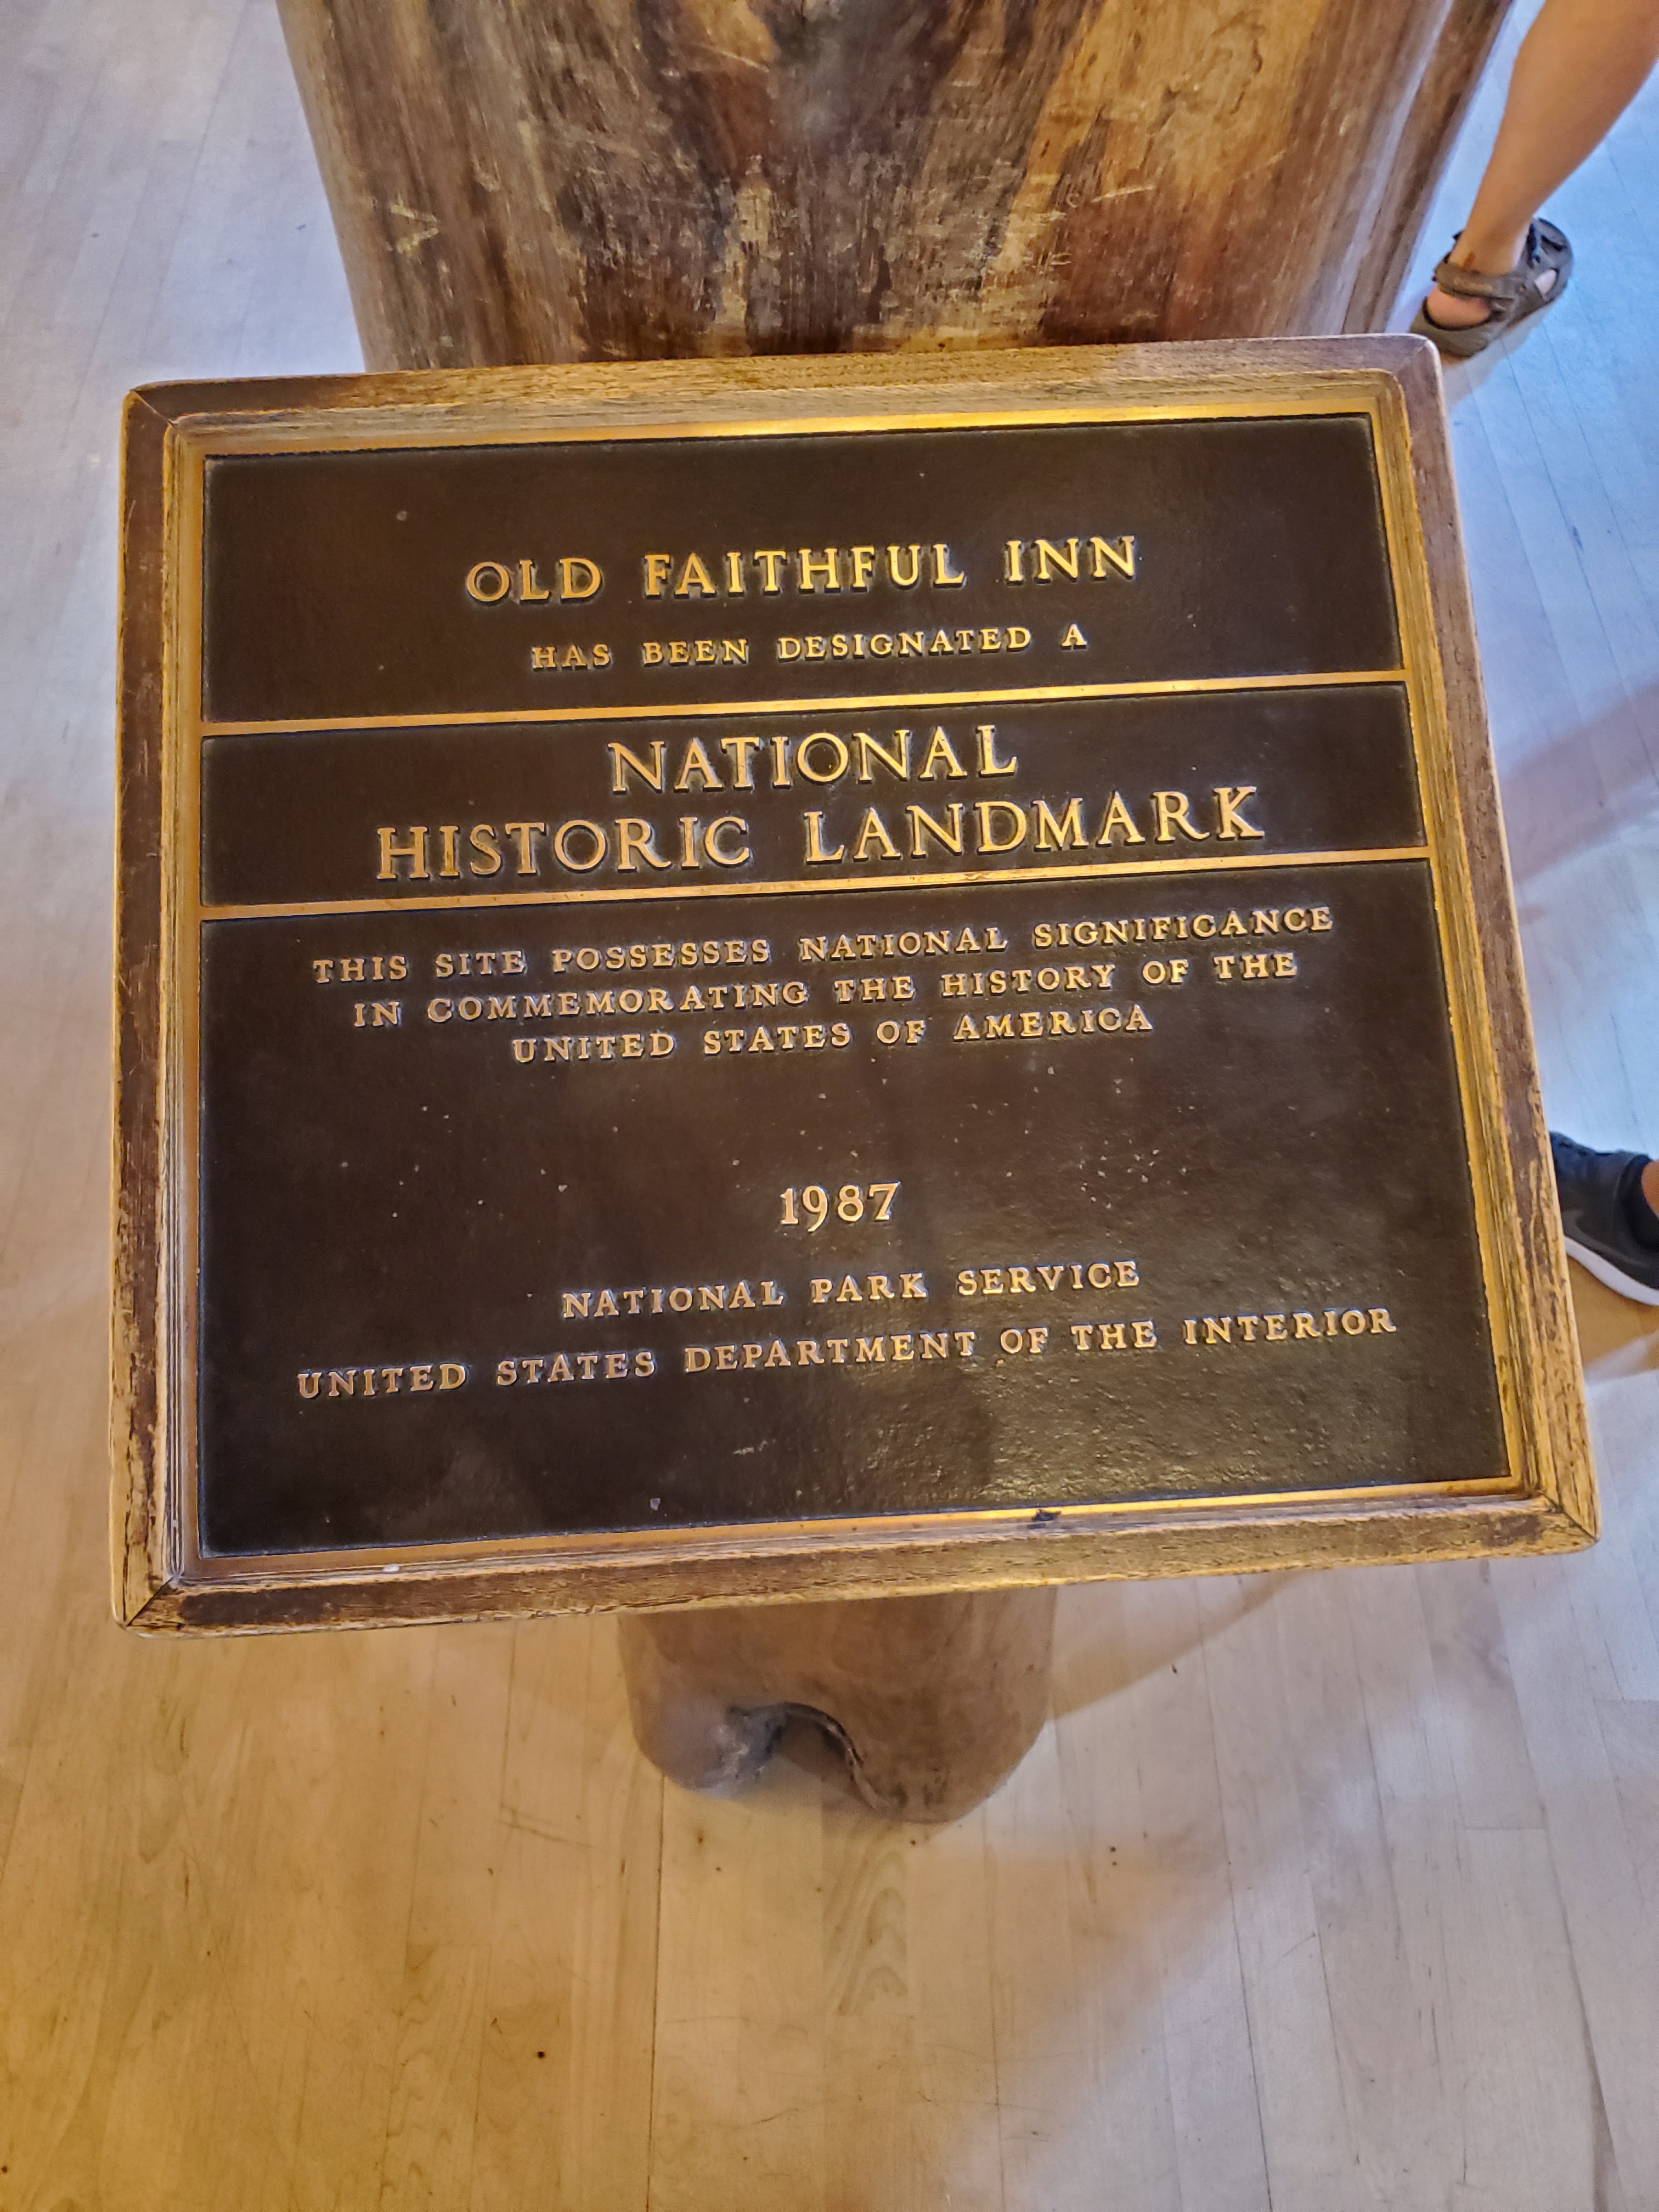 OLD FAITHFUL INN
HAS BEEN DESIGNATED A
NATIONAL
HISTORIC LANDMARK
THIS SITE POSSESSES NATIONAL SIGNIFICANCE
IN COMMEMORATING THE HISTORY OF THE
UNITED STATES OF AMERICA
1987
NATIONAL PARK SERVICE
UNITED STATES DEPARTMENT OF THE INTERIOR